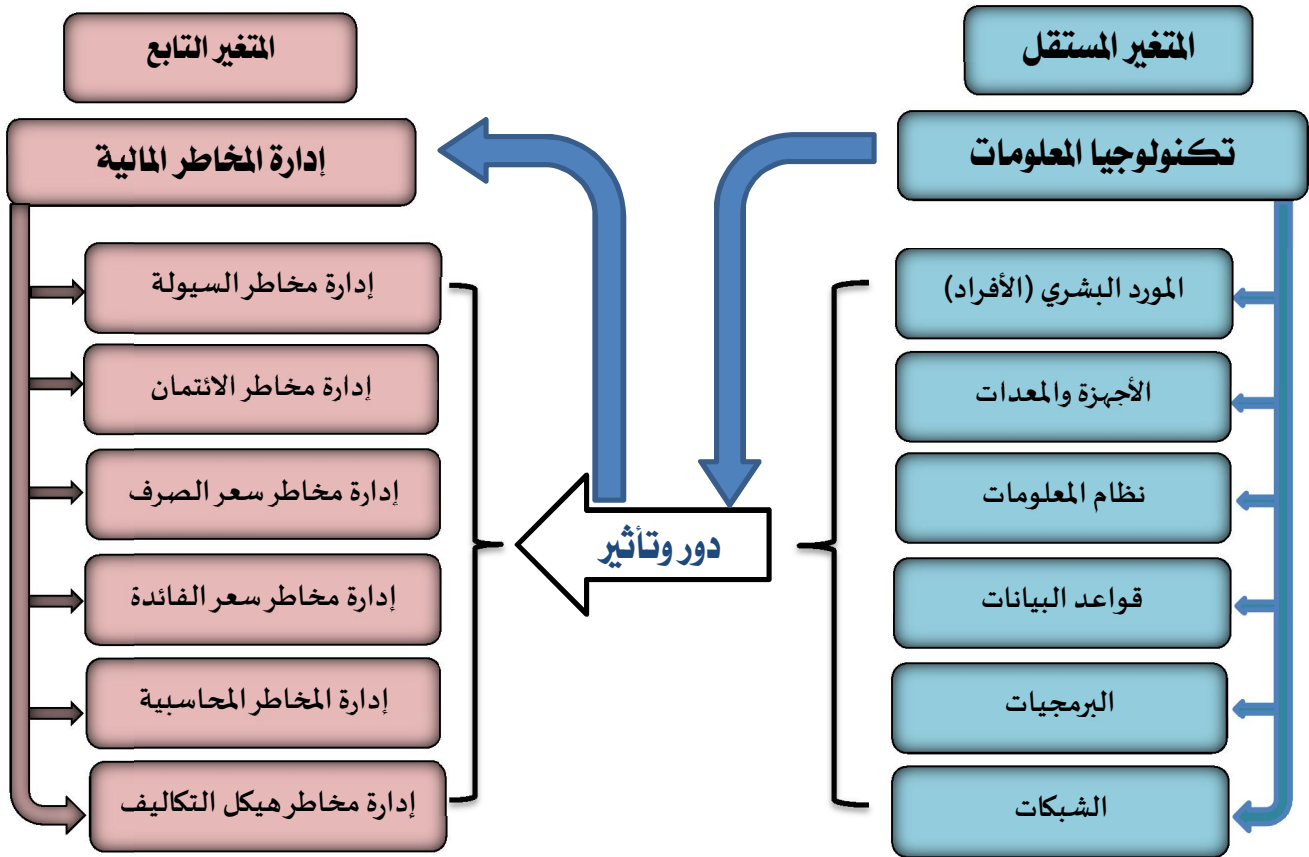 المتغير المستقل
تكنولوجيا المعلومات
المورد البشري (الأفراد)
الأجهزة والمعدات
نظام المعلومات
قواعد البيانات
البرمجيات
الشبكات
دور وتأثير
المتغير التابع
إدارة المخاطر المالية
إدارة مخاطر السيولة
إدارة مخاطر الائتمان
إدارة مخاطر سعر الصرف
إدارة مخاطر سعر الفائدة
إدارة المخاطر المحاسبية
إدارة مخاطر هيكل التكاليف